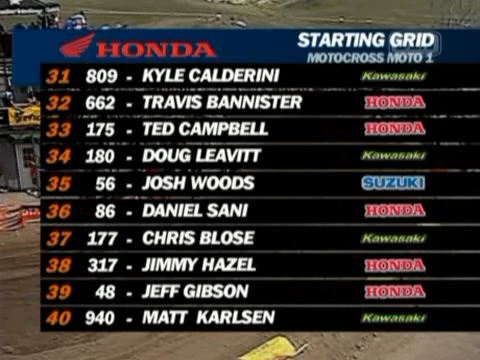 HONDA STARTING GRID
MOTOCROSS MOTO 1
31 809 - KYLE CALDERINI Kawasaki
32 662 - TRAVIS BANNISTER HONDA
33 175 - TED CAMPBELL HONDA
34 180 - DOUG LEAVITT Kawasaki
35 56 - JOSH WOODS SUZUKI
36 86 - DANIEL SANI HONDA
37 177 - CHRIS BLOSE Kawasaki
38 317 - JIMMY HAZEL HONDA
39 48 - JEFF GIBSON HONDA
40 940 - MATT KARLSEN Kawasaki